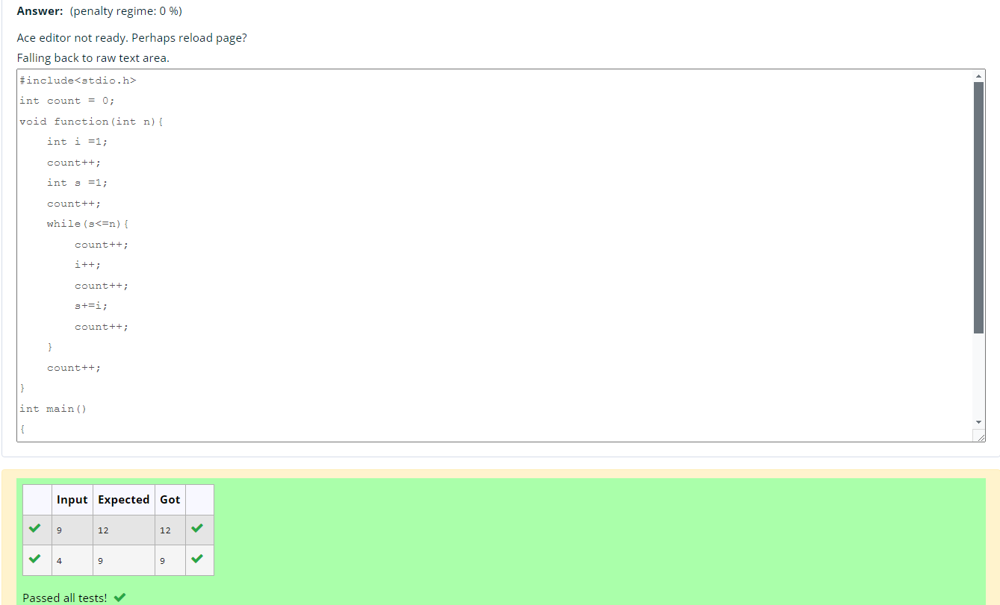 Answer: (penalty regime: 0 %)
Ace editor not ready. Perhaps reload page?
Falling back to raw text area.
#include<stdio.h>
int count = 0;
void function(int n){
    int i =1;
    count++;
    int s =1;
    count++;
    while(s<=n){
        count++;
        i++;
        count++;
        s+=i;
        count++;
    }
    count++;
}
int main()
{
Input Expected Got
9 12 12
4 9 9
Passed all tests!